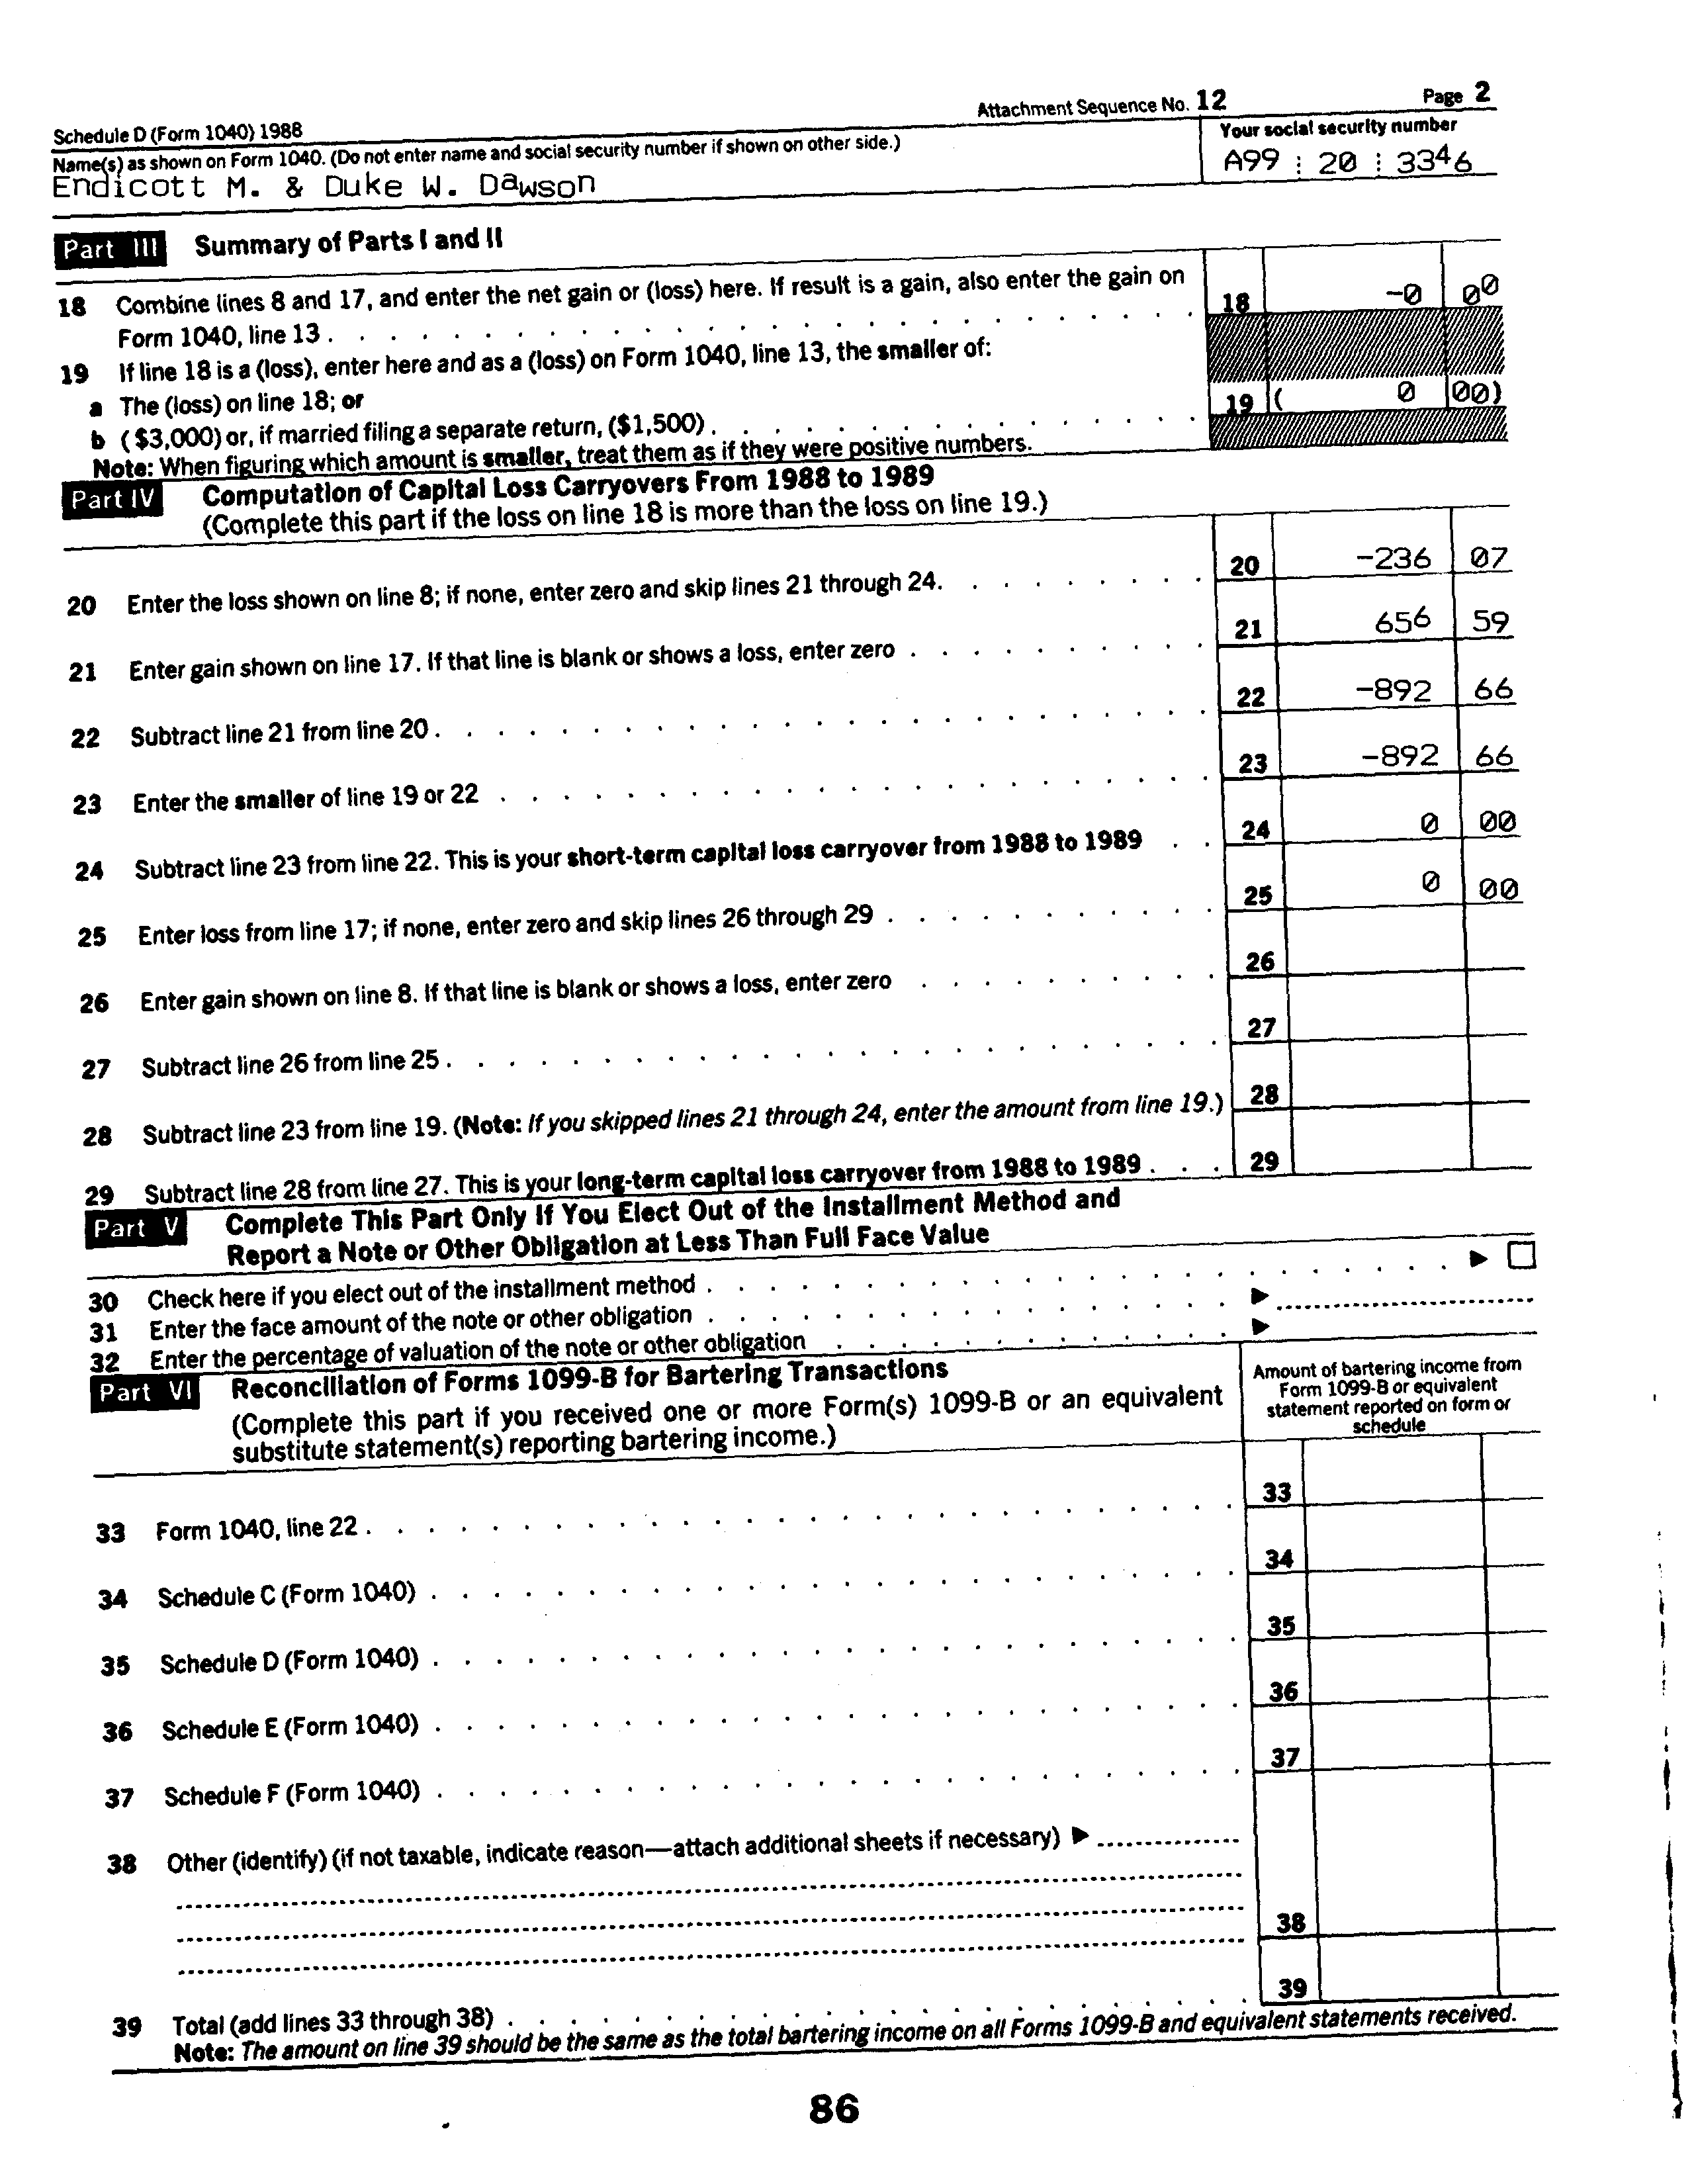 Schedule D (Form 1040) 1988 Attachment Sequence No. 12 Page 2
Name(s) as shown on Form 1040. (Do not enter name and social security number if shown on other side.) Your social security number
Endicott M. & Duke W. Dawson A99 20 3346
Part III Summary of Parts I and II
18 Combine lines 8 and 17, and enter the net gain or (loss) here. If result is a gain, also enter the gain on
Form 1040, line 13 . . . 18 -0 00
19 If line 18 is a (loss), enter here and as a (loss) on Form 1040, line 13, the smaller of:
a The (loss) on line 18; or
b ($3,000) or, if married filing a separate return, ($1,500) . . . 19 ( 0 00)
Note: When figuring which amount is smaller, treat them as if they were positive numbers.
Part IV Computation of Capital Loss Carryovers From 1988 to 1989
(Complete this part if the loss on line 18 is more than the loss on line 19.)
20 Enter the loss shown on line 8; if none, enter zero and skip lines 21 through 24. . . . 20 -236 07
21 Enter gain shown on line 17. If that line is blank or shows a loss, enter zero . . . 21 656 59
22 Subtract line 21 from line 20 . . . 22 -892 66
23 Enter the smaller of line 19 or 22 . . . 23 -892 66
24 Subtract line 23 from line 22. This is your short-term capital loss carryover from 1988 to 1989 . . 24 0 00
25 Enter loss from line 17; if none, enter zero and skip lines 26 through 29 . . . 25 0 00
26 Enter gain shown on line 8. If that line is blank or shows a loss, enter zero . . . 26
27 Subtract line 26 from line 25 . . . 27
28 Subtract line 23 from line 19. (Note: If you skipped lines 21 through 24, enter the amount from line 19.) 28
29 Subtract line 28 from line 27. This is your long-term capital loss carryover from 1988 to 1989 . . . 29
Part V Complete This Part Only If You Elect Out of the Installment Method and
Report a Note or Other Obligation at Less Than Full Face Value
30 Check here if you elect out of the installment method . . . ▶ ☐
31 Enter the face amount of the note or other obligation . . . ▶
32 Enter the percentage of valuation of the note or other obligation . . . ▶
Part VI Reconciliation of Forms 1099-B for Bartering Transactions
(Complete this part if you received one or more Form(s) 1099-B or an equivalent
substitute statement(s) reporting bartering income.)
Amount of bartering income from
Form 1099-B or equivalent
statement reported on form or
schedule
33 Form 1040, line 22 . . . 33
34 Schedule C (Form 1040) . . . 34
35 Schedule D (Form 1040) . . . 35
36 Schedule E (Form 1040) . . . 36
37 Schedule F (Form 1040) . . . 37
38 Other (identify) (if not taxable, indicate reason—attach additional sheets if necessary) ▶
38
39 Total (add lines 33 through 38) . . . 39
Note: The amount on line 39 should be the same as the total bartering income on all Forms 1099-B and equivalent statements received.
86